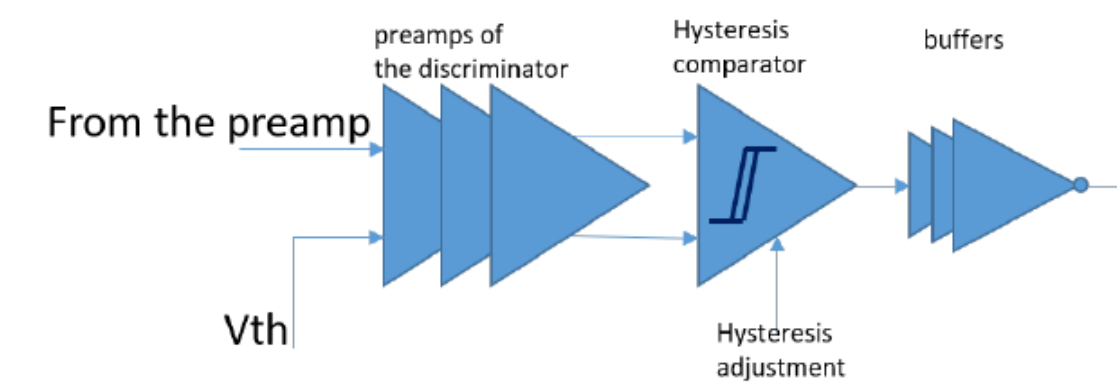 preamps of
the discriminator
Hysteresis
comparator
buffers
From the preamp
Vth
Hysteresis
adjustment